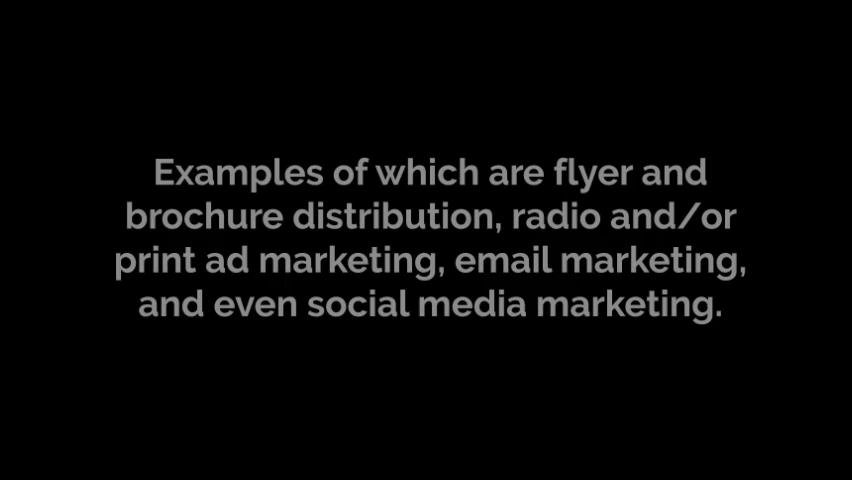 Examples of which are flyer and
brochure distribution, radio and/or
print ad marketing, email marketing,
and even social media marketing.